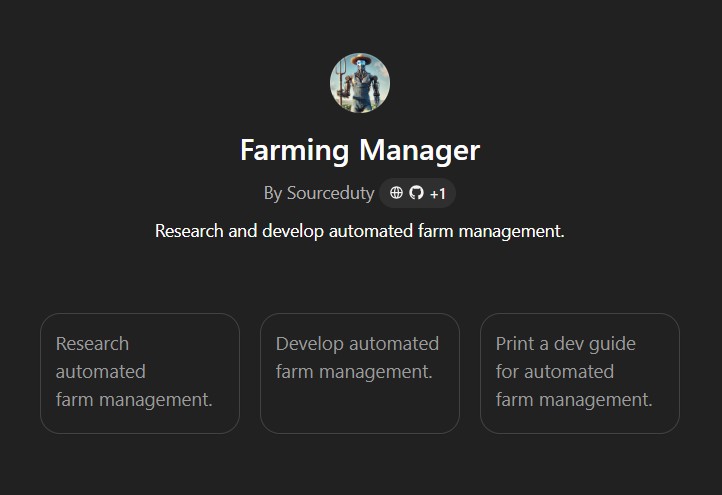 Farming Manager
By Sourceduty +1
Research and develop automated farm management.
Research
automated
farm management.
Develop automated
farm management.
Print a dev guide
for automated
farm management.